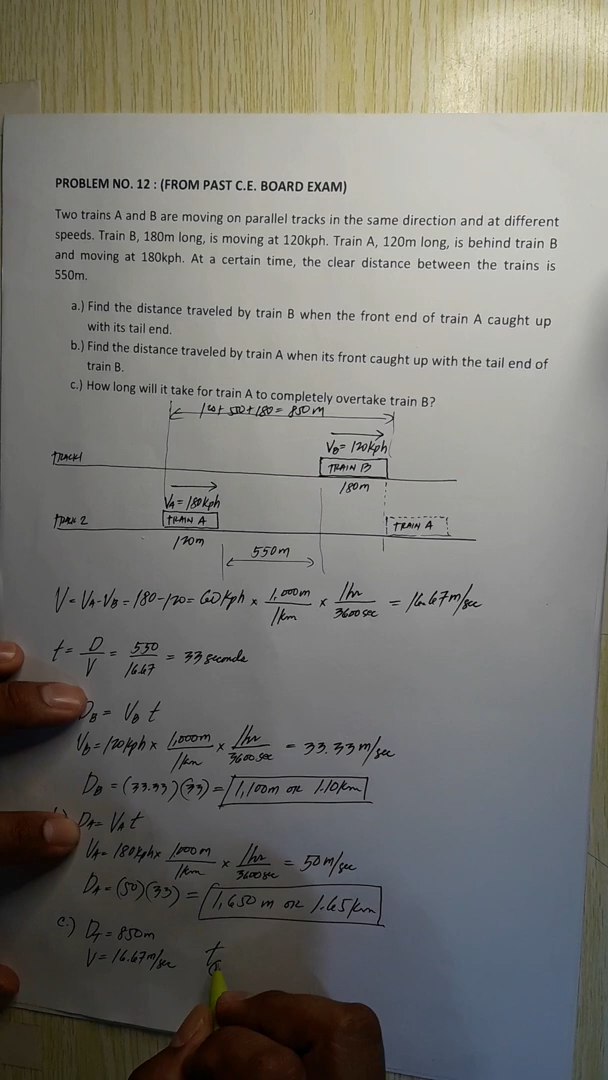 PROBLEM NO. 12 : (FROM PAST C.E. BOARD EXAM)
Two trains A and B are moving on parallel tracks in the same direction and at different
speeds. Train B, 180m long, is moving at 120kph. Train A, 120m long, is behind train B
and moving at 180kph. At a certain time, the clear distance between the trains is
550m.
a.) Find the distance traveled by train B when the front end of train A caught up
with its tail end.
b.) Find the distance traveled by train A when its front caught up with the tail end of
train B.
c.) How long will it take for train A to completely overtake train B?
120+550+180=850m
VB=120kph
TRACK 1
TRAIN B
180m
VA=180kph
TRACK 2
TRAIN A
TRAIN A
120m
550m
V=VA-VB=180-120=60kph × 1,000m/1km × 1hr/3600sec = 16.67m/sec
t= D/V = 550/16.67 = 33 seconds
DB= VB t
VB=120kph× 1,000m/1km × 1hr/3600sec = 33.33m/sec
DB =(33.33)(33)= 1,100m or 1.10km
DA= VA t
VA=180kph× 1,000m/1km × 1hr/3600sec = 50m/sec
DA=(50)(33) = 1,650m or 1.65km
c.) DT=850m
V=16.67m/sec t